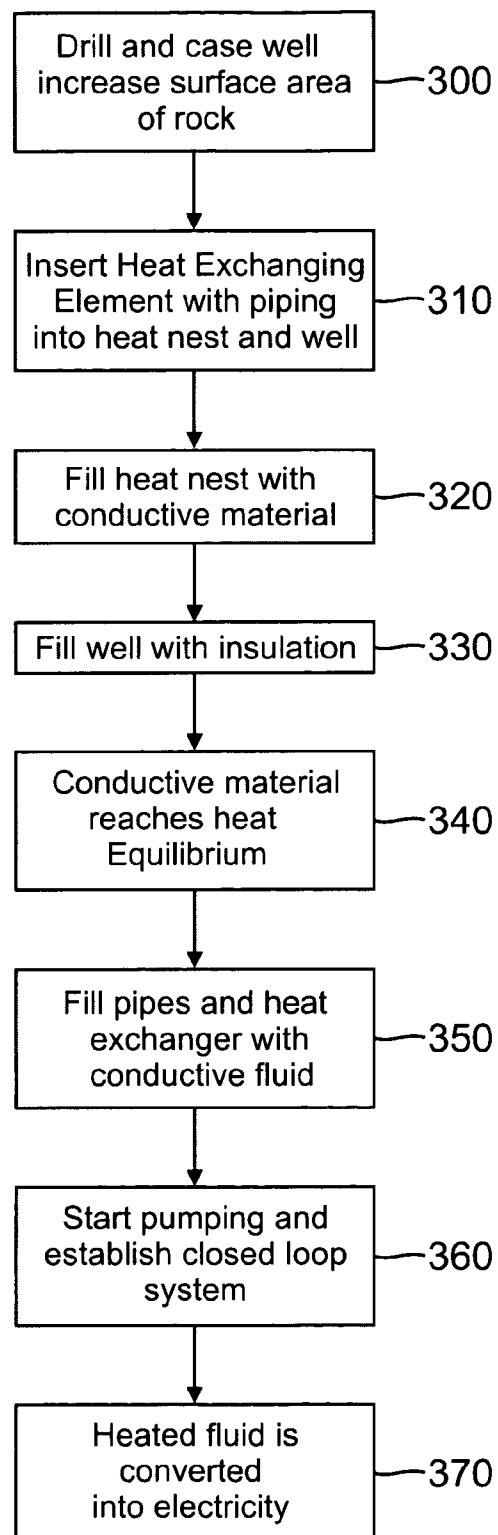 Drill and case well
increase surface area
of rock
300
Insert Heat Exchanging
Element with piping
into heat nest and well
310
Fill heat nest with
conductive material
320
Fill well with insulation
330
Conductive material
reaches heat
Equilibrium
340
Fill pipes and heat
exchanger with
conductive fluid
350
Start pumping and
establish closed loop
system
360
Heated fluid is
converted
into electricity
370